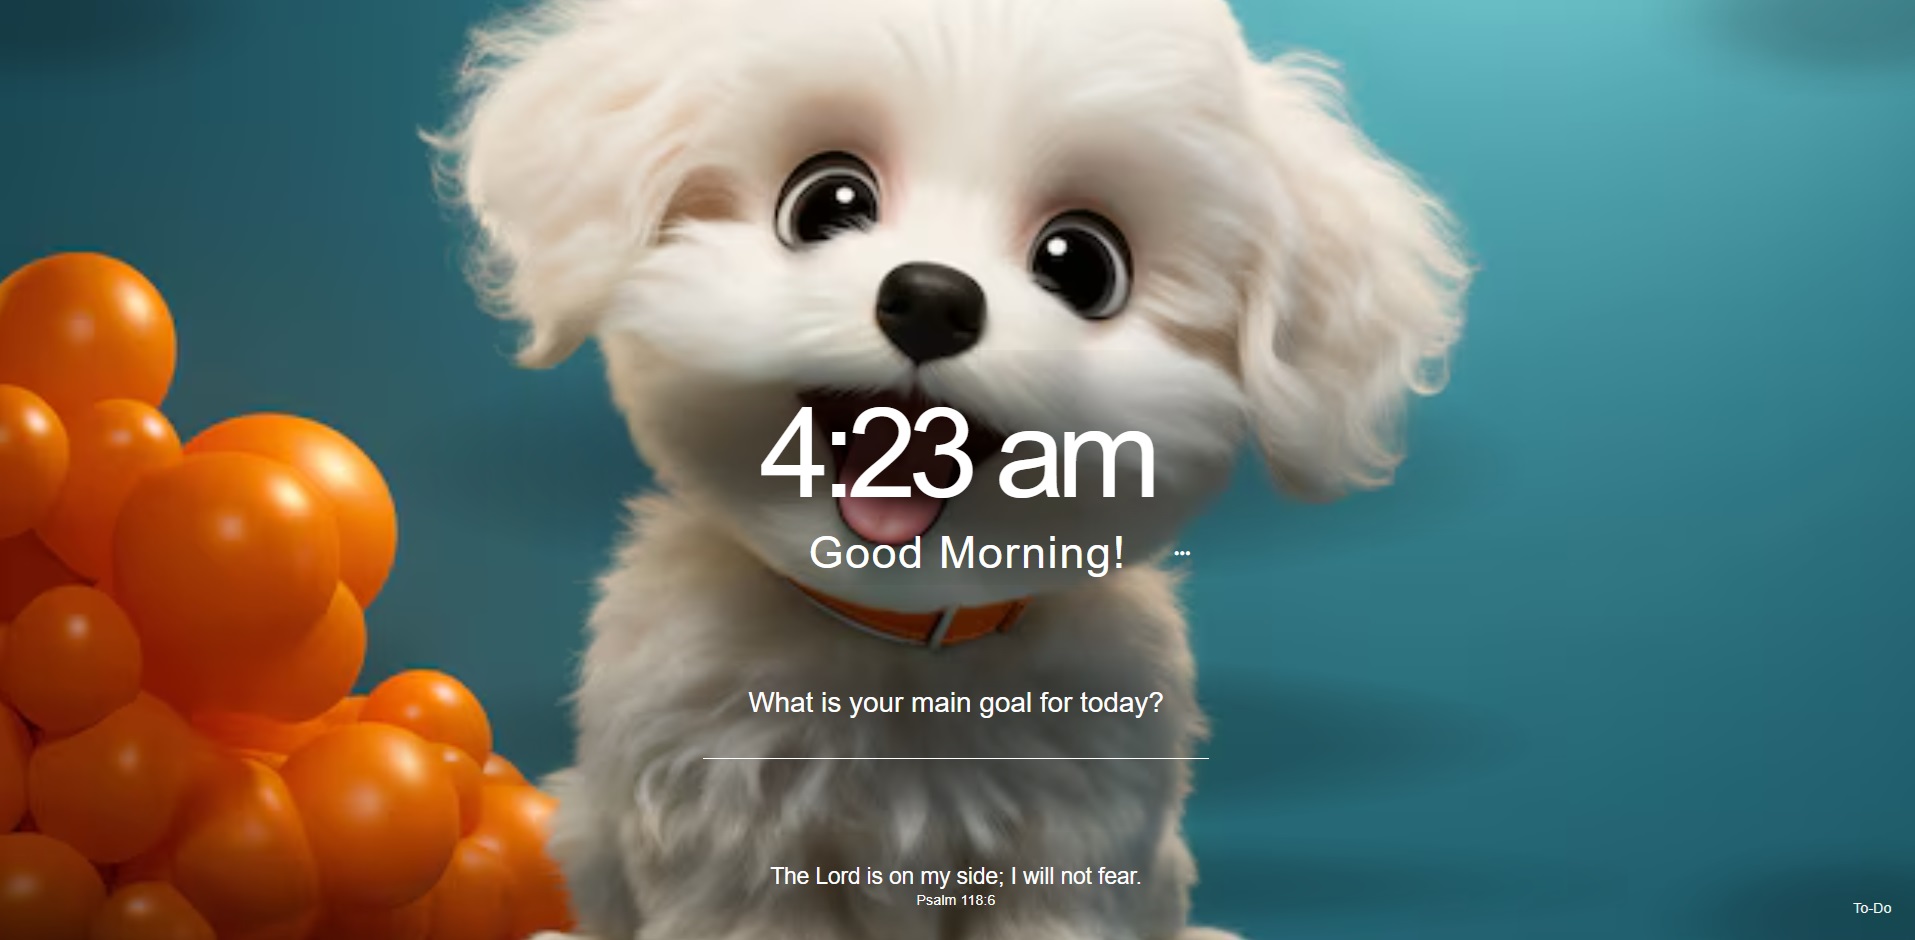 4:23 am
Good Morning!
What is your main goal for today?
The Lord is on my side; I will not fear.
Psalm 118:6
To-Do